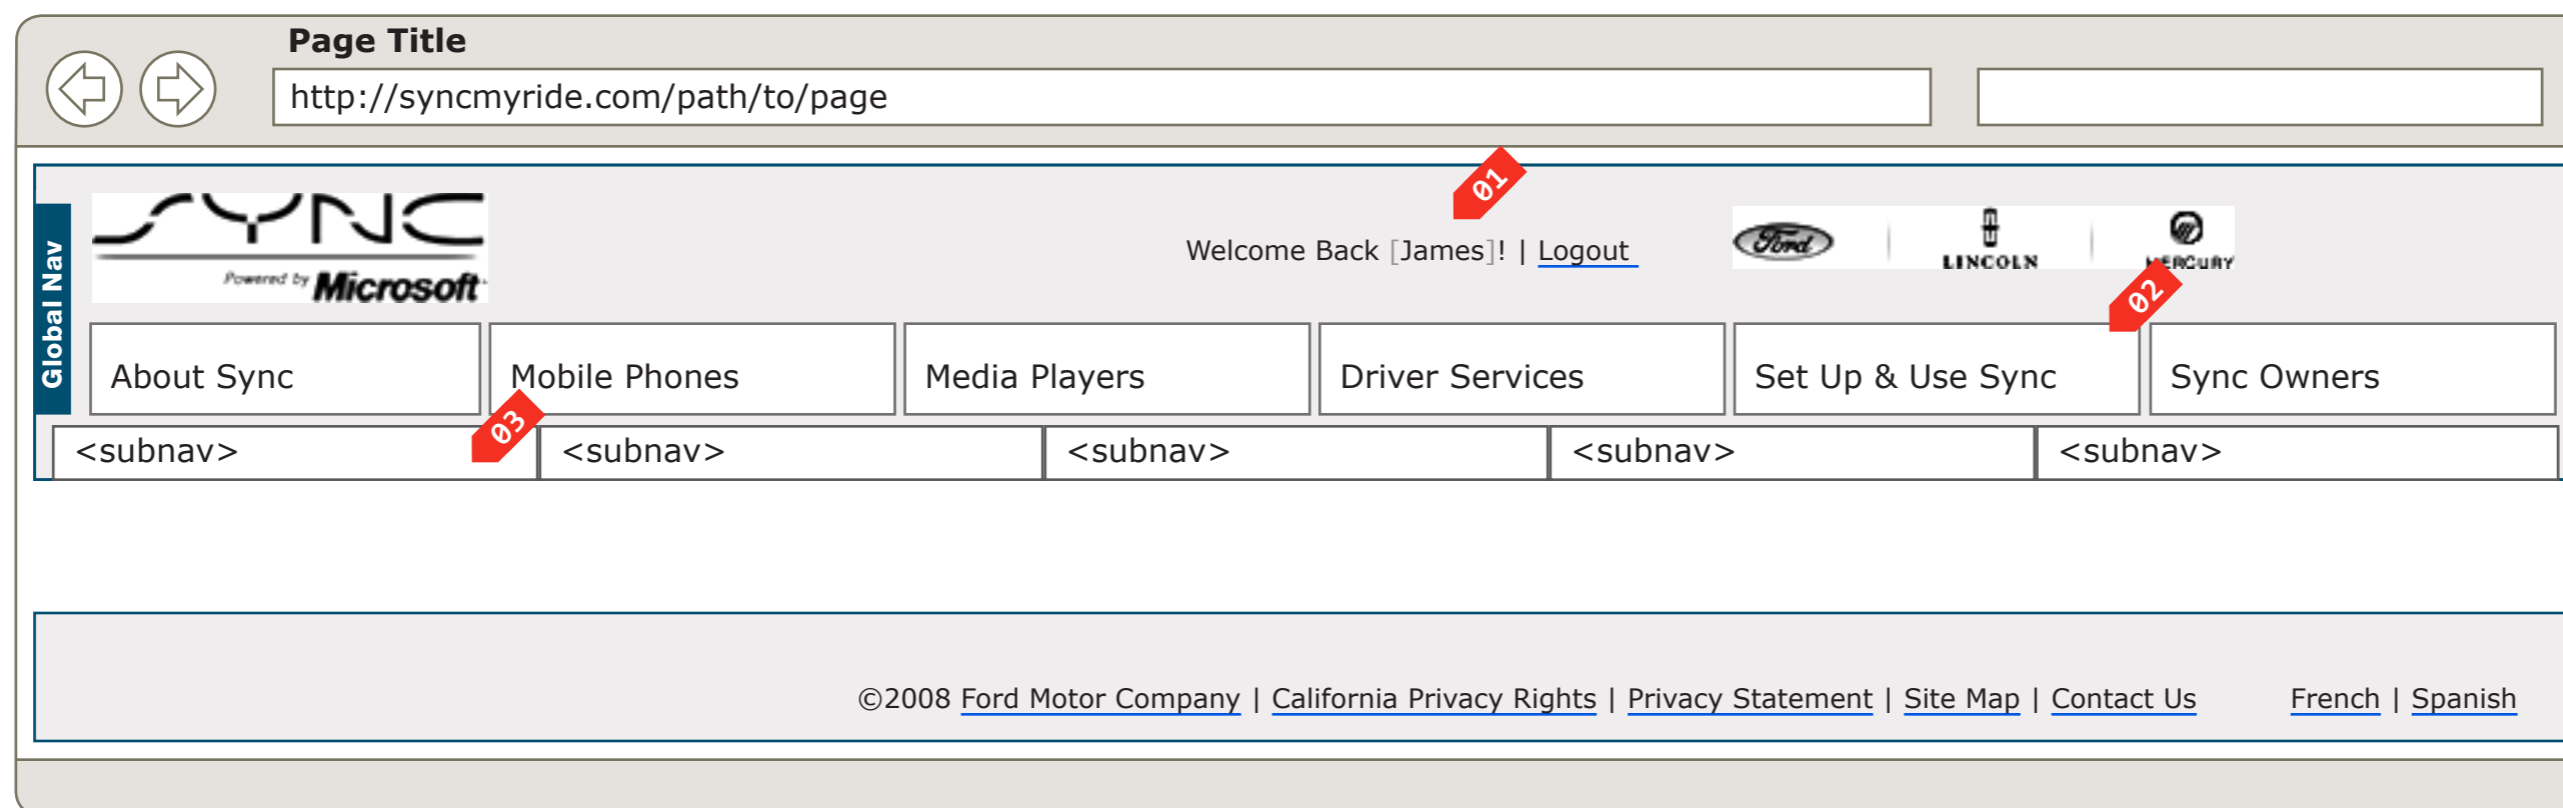 Page Title
http://syncmyride.com/path/to/page
01
SYNC
Powered by Microsoft
Welcome Back [James]! | Logout
Ford
LINCOLN
MERCURY
02
Global Nav
About Sync
Mobile Phones
Media Players
Driver Services
Set Up & Use Sync
Sync Owners
03
<subnav>
<subnav>
<subnav>
<subnav>
<subnav>
©2008 Ford Motor Company | California Privacy Rights | Privacy Statement | Site Map | Contact Us French | Spanish